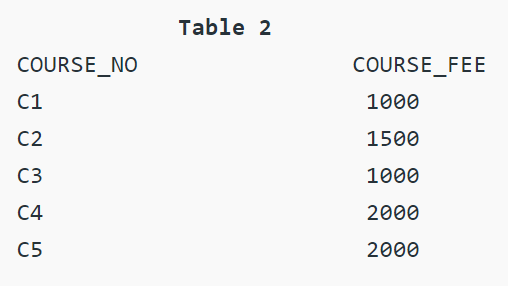 Table 2
COURSE_NO COURSE_FEE
C1 1000
C2 1500
C3 1000
C4 2000
C5 2000